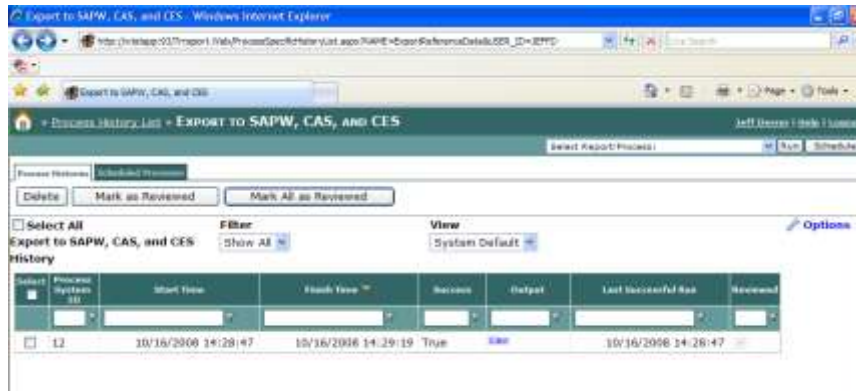 Export to SAPW, CAS, and CES - Windows Internet Explorer
Live Search
Export to SAPW, CAS, and CES
Page
Tools
Process History List
EXPORT TO SAPW, CAS, AND CES
Help
Select Report/Process:
Run
Schedule
Process Histories
Scheduled Processes
Delete
Mark as Reviewed
Mark All as Reviewed
Select All
Filter
View
Options
Export to SAPW, CAS, and CES
History
Show All
System Default
Select
Process System ID
Start Time
Finish Time
Success
Output
Last Successful Run
Reviewed
12
10/16/2008 14:28:47
10/16/2008 14:29:19
True
10/16/2008 14:28:47